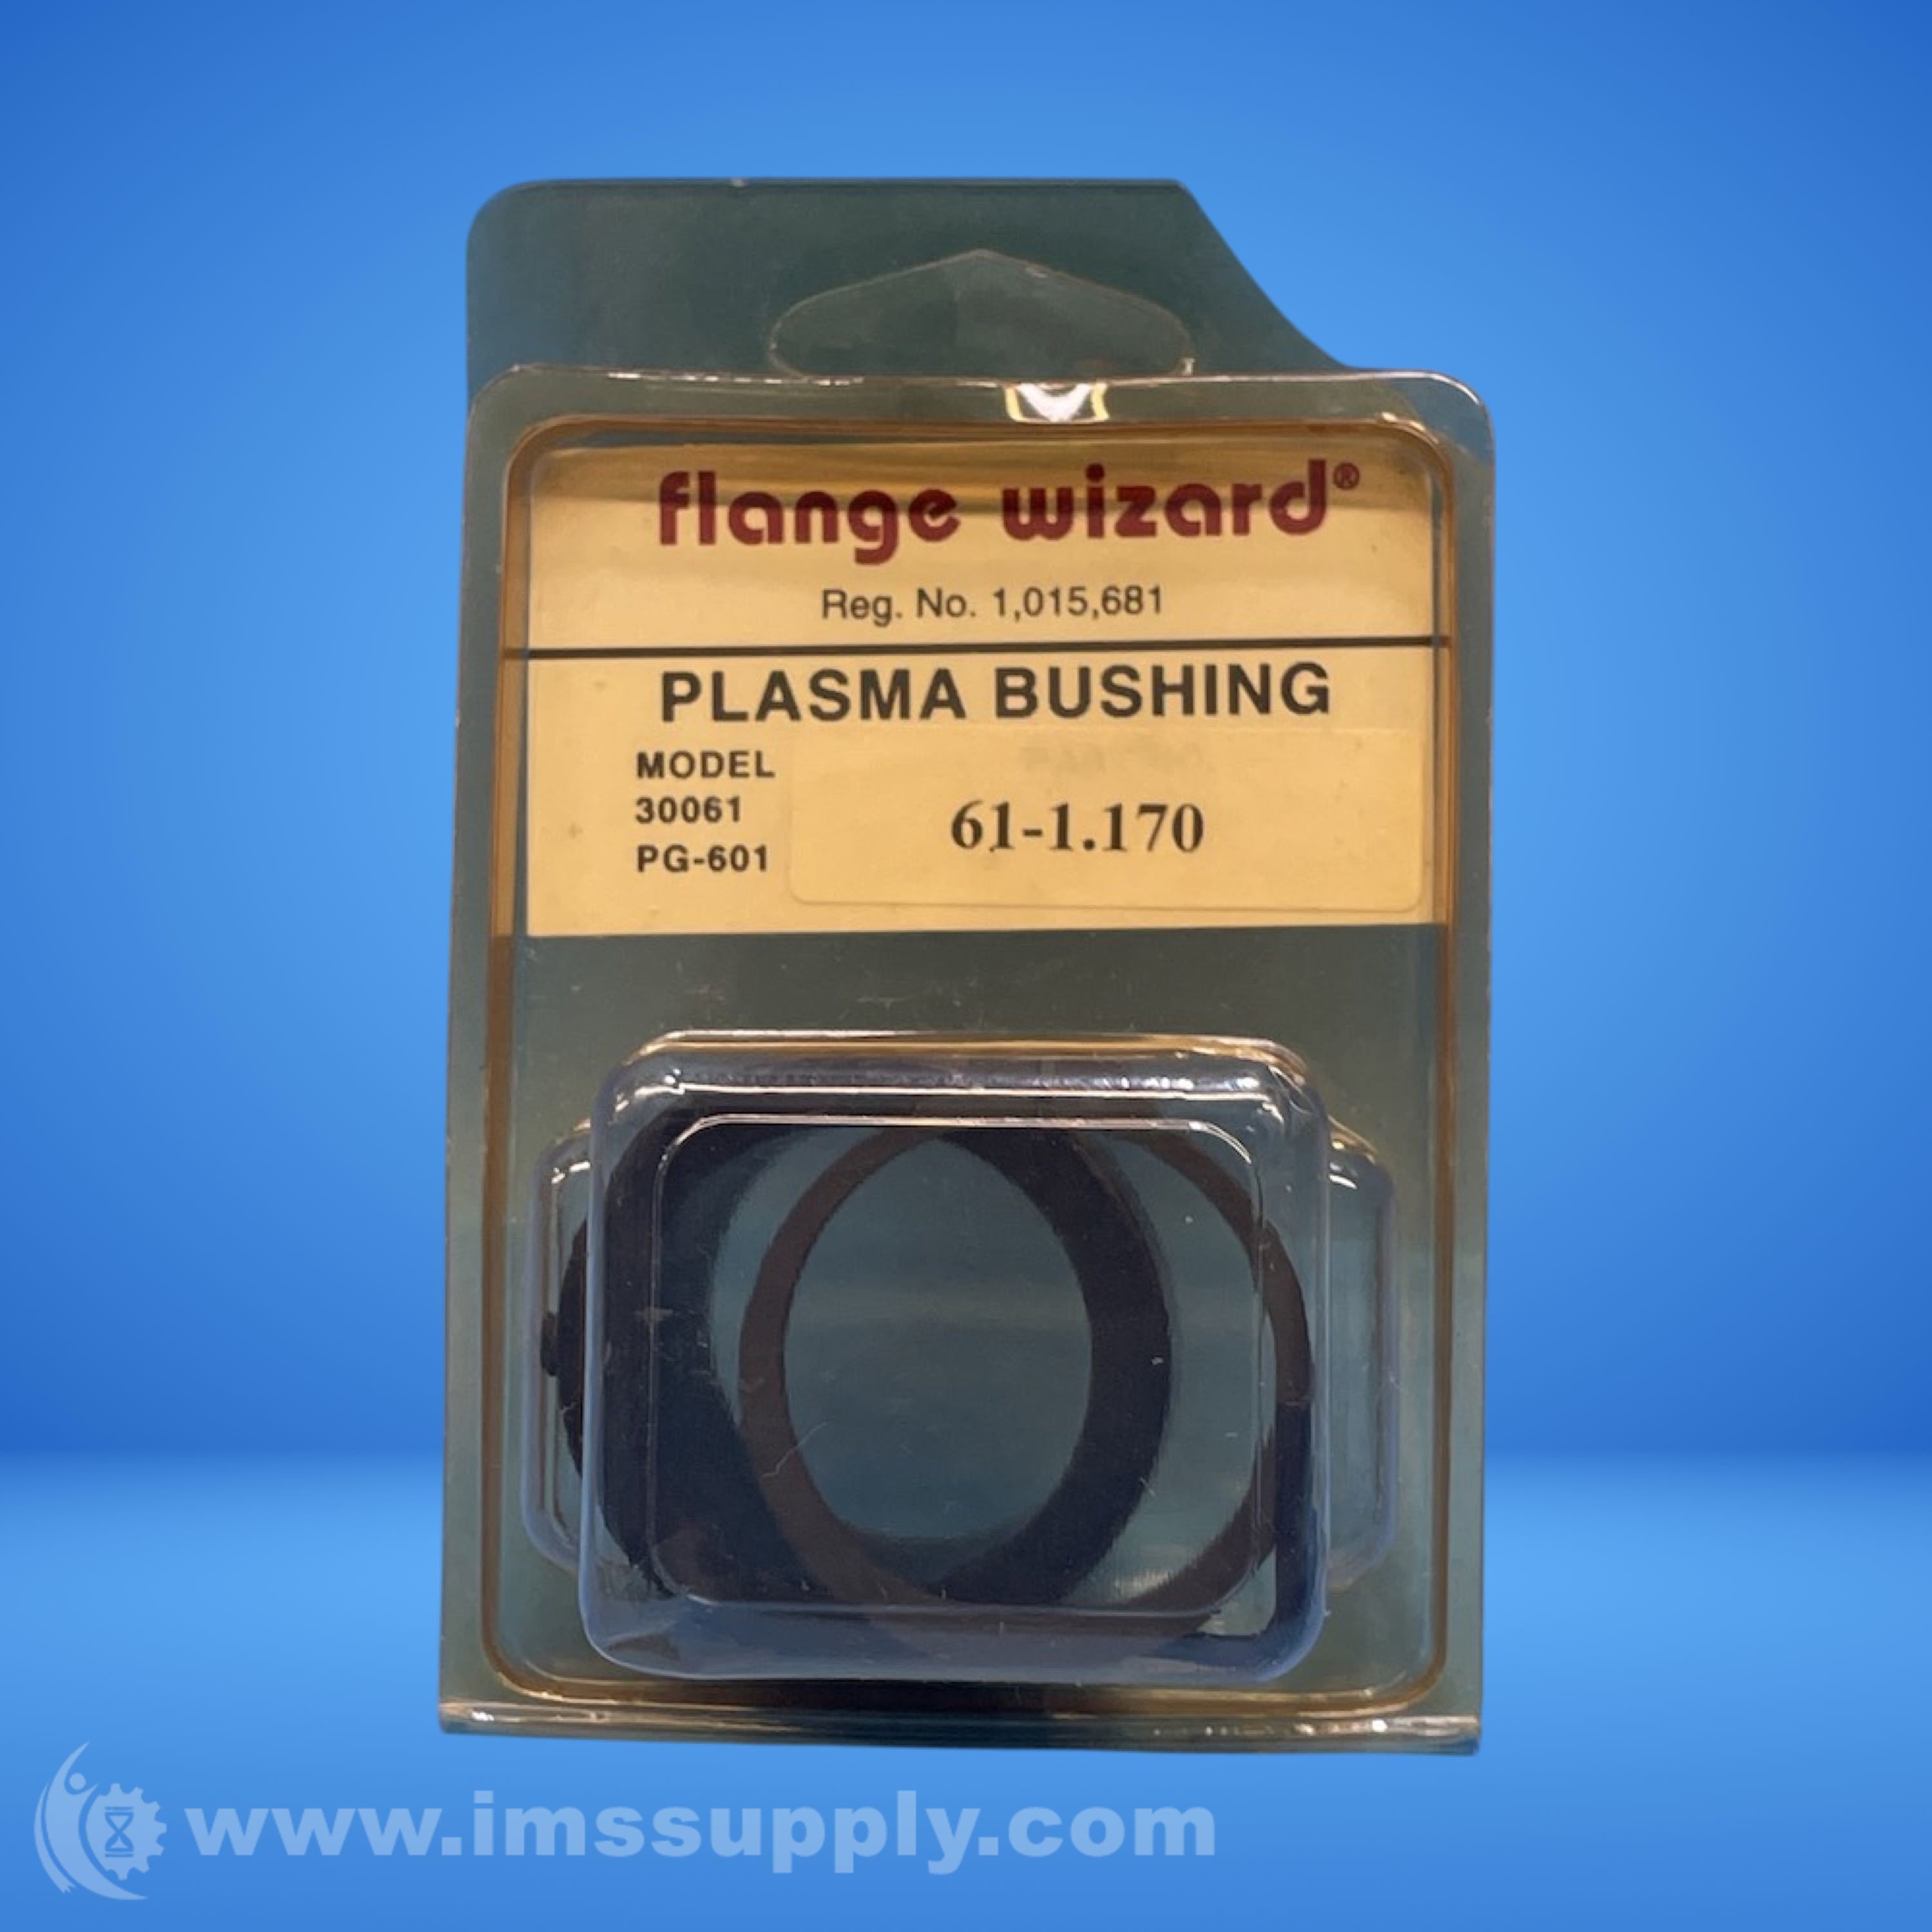 flange wizard®
Reg. No. 1,015,681
PLASMA BUSHING
MODEL
30061
PG-601
61-1.170
www.imssupply.com